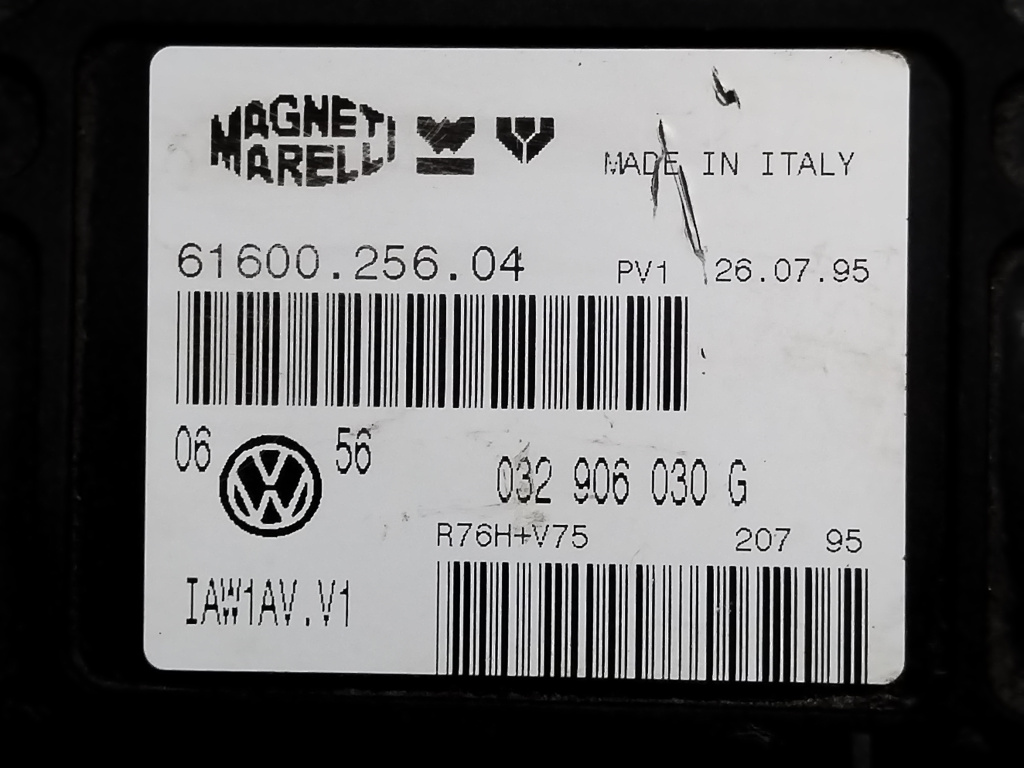 MAGNETI
MARELLI
MADE IN ITALY
61600.256.04 PV1 26.07.95
06 56
032 906 030 G
R76H+V75 207 95
IAW1AV.V1